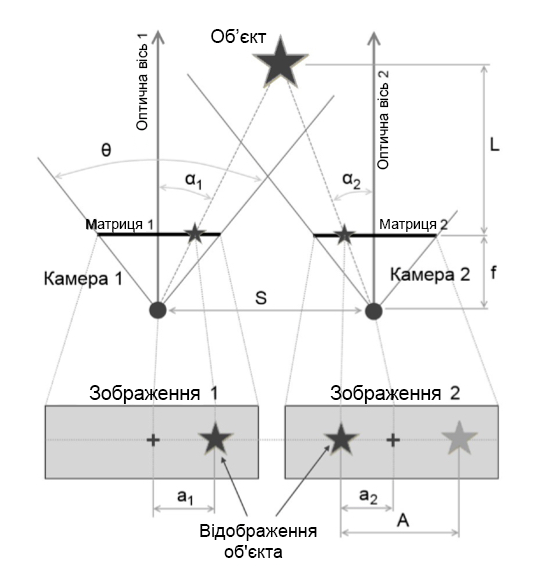 Об’єкт
Оптична вісь 1
Оптична вісь 2
θ
α1
α2
L
Матриця 1
Матриця 2
Камера 1
Камера 2
f
S
Зображення 1
Зображення 2
a1
a2
A
Відображення
об'єкта